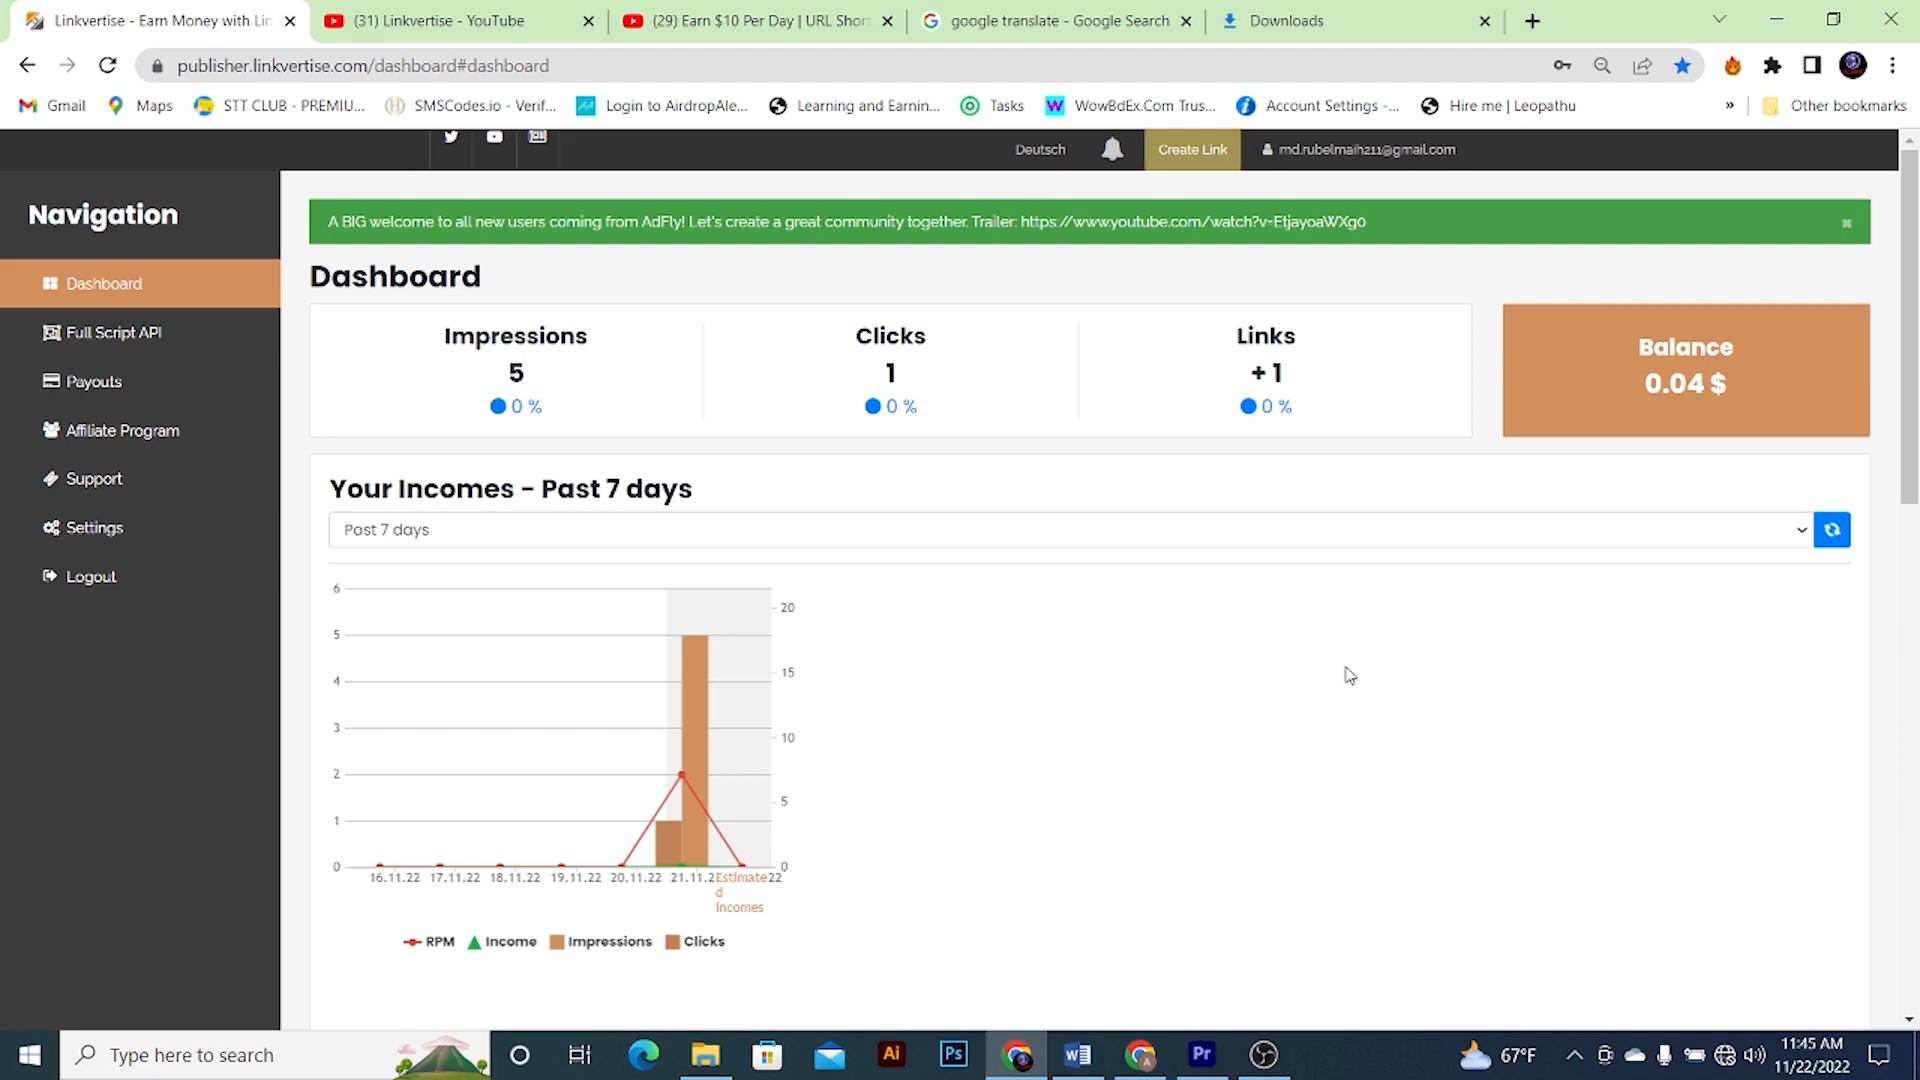 Linkvertise - Earn Money with Lin
(31) Linkvertise - YouTube
(29) Earn $10 Per Day | URL Short
google translate - Google Search
Downloads
publisher.linkvertise.com/dashboard#dashboard
Gmail
Maps
STT CLUB - PREMIU...
SMSCodes.io - Verif...
Login to AirdropAle...
Learning and Earnin...
Tasks
WowBdEx.Com Trus...
Account Settings -...
Hire me | Leopathu
»
Other bookmarks
Deutsch
Create Link
md.rubelmaih211@gmail.com
Navigation
Dashboard
Full Script API
Payouts
Affiliate Program
Support
Settings
Logout
A BIG welcome to all new users coming from AdFly! Let's create a great community together. Trailer: https://www.youtube.com/watch?v=EtjayoaWXg0
Dashboard
Impressions
5
0 %
Clicks
1
0 %
Links
+ 1
0 %
Balance
0.04 $
Your Incomes - Past 7 days
Past 7 days
6
5
4
3
2
1
0
20
15
10
5
0
16.11.22 17.11.22 18.11.22 19.11.22 20.11.22 21.11.2
Estimate22
d
incomes
RPM Income Impressions Clicks
Type here to search
Ai
Ps
Pr
67°F
11:45 AM
11/22/2022